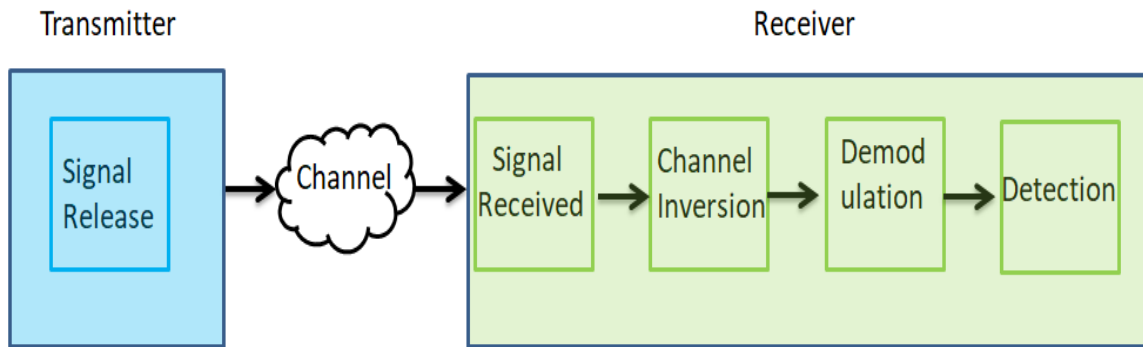 Transmitter
Receiver
Signal
Release
Channel
Signal
Received
Channel
Inversion
Demod
ulation
Detection